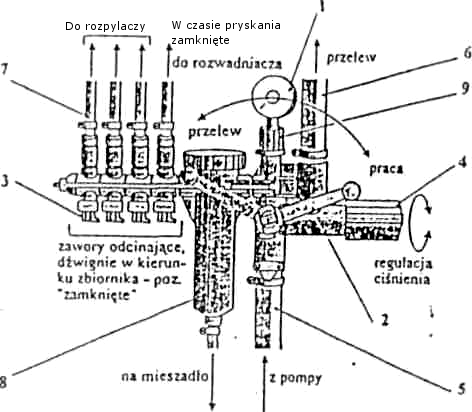 Do rozpylaczy
W czasie pryskania
zamknięte
1
do rozwadniacza
przelew
6
7
9
przelew
praca
3
4
zawory odcinające,
dźwignie w kierun-
ku zbiornika - poz.
"zamknięte"
regulacja
ciśnienia
2
8
na mieszadło
z pompy
5